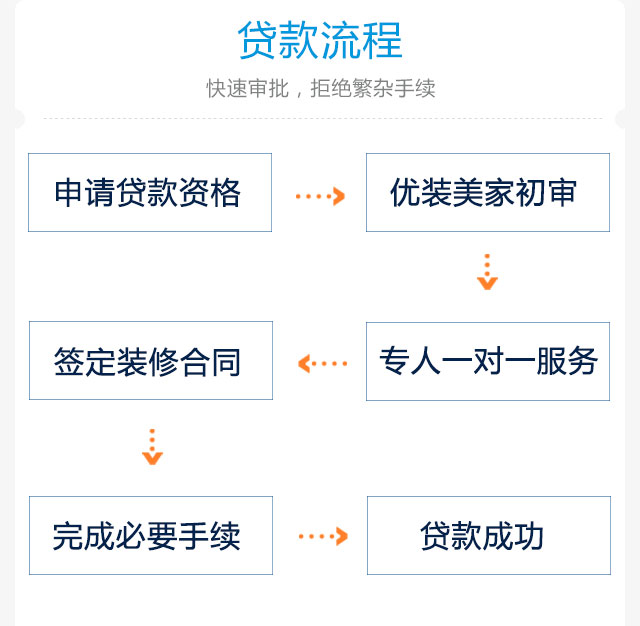 贷款流程
快速审批，拒绝繁杂手续
申请贷款资格
优装美家初审
专人一对一服务
签定装修合同
完成必要手续
贷款成功